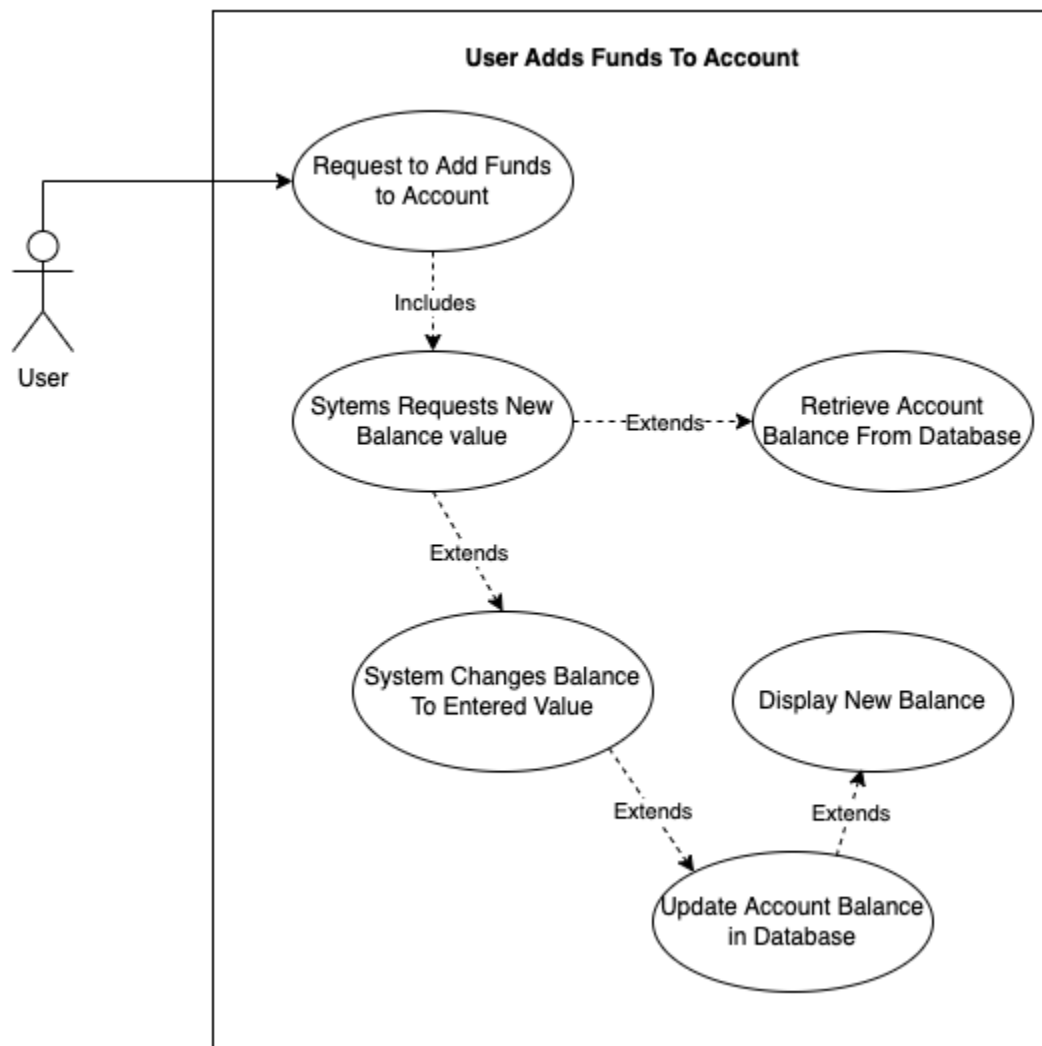 User Adds Funds To Account
Request to Add Funds
to Account
User
Includes
Sytems Requests New
Balance value
Extends
Retrieve Account
Balance From Database
Extends
System Changes Balance
To Entered Value
Display New Balance
Extends
Extends
Update Account Balance
in Database